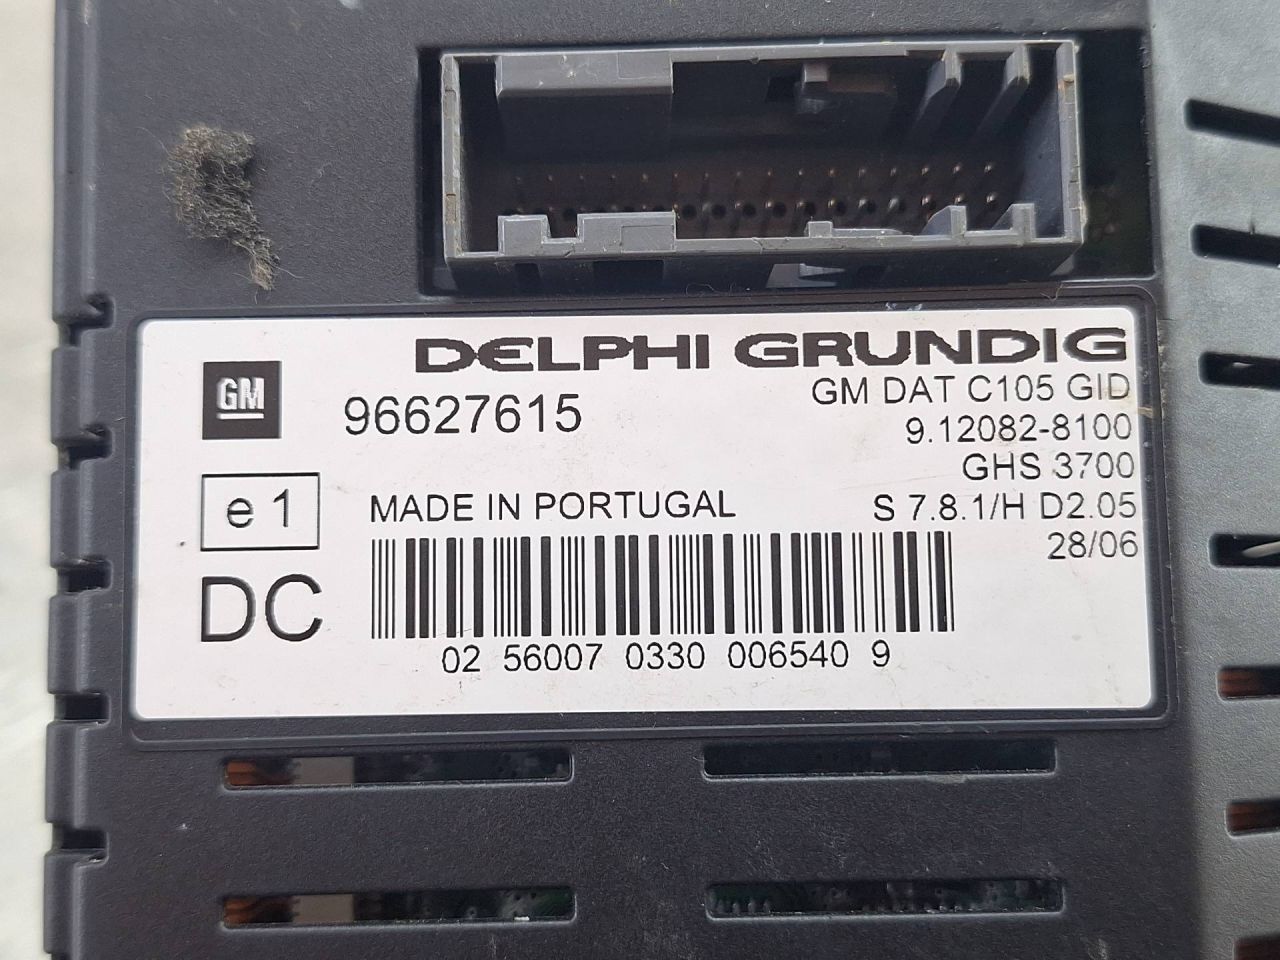 DELPHI GRUNDIG
GM
96627615
GM DAT C105 GID
9.12082-8100
GHS 3700
e1
MADE IN PORTUGAL
S 7.8.1/H D2.05
28/06
DC
02 56007 0330 006540 9